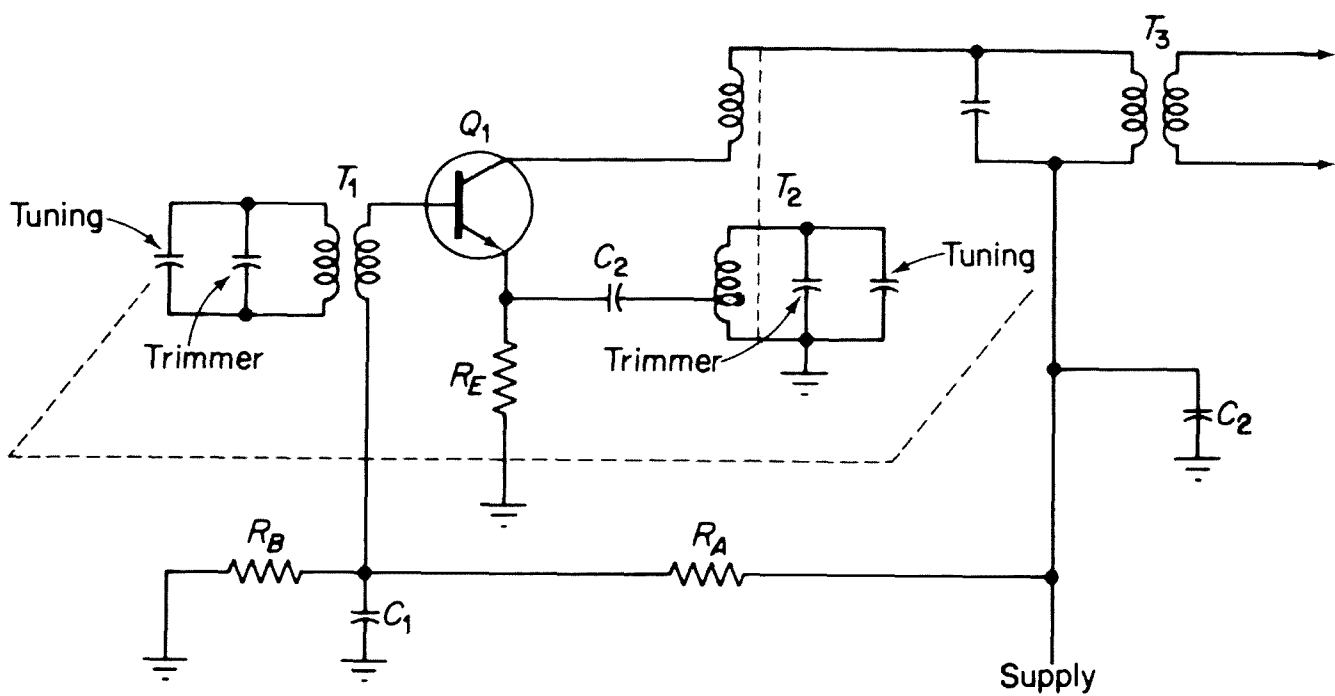 T3
Q1
T1
Tuning
T2
C2
Tuning
Trimmer
Trimmer
RE
C2
RB
RA
C1
Supply